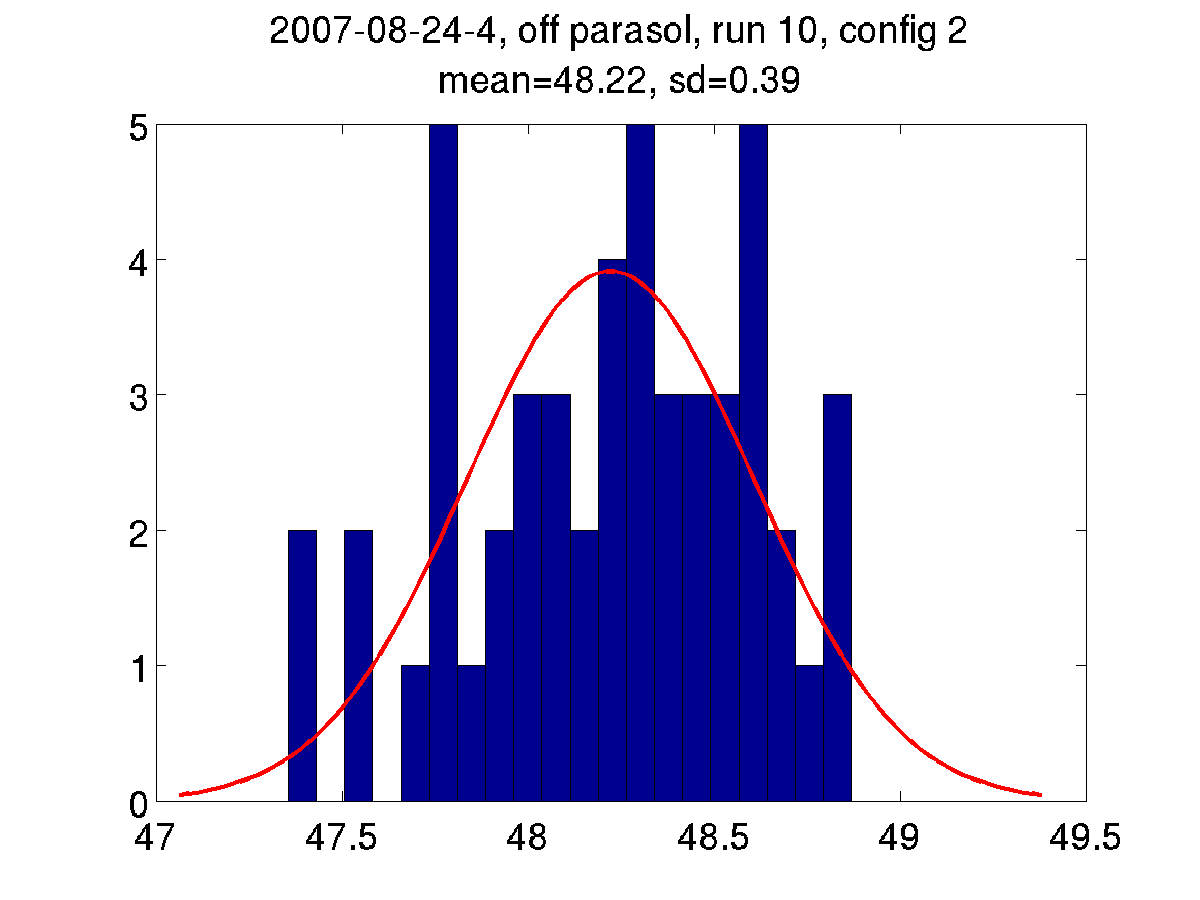 2007-08-24-4, off parasol, run 10, config 2
mean=48.22, sd=0.39
5
4
3
2
1
0
47 47.5 48 48.5 49 49.5